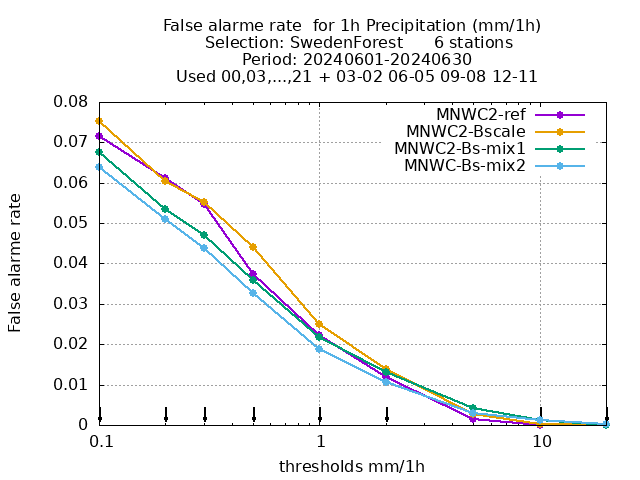 False alarme rate  for 1h Precipitation (mm/1h)
Selection: SwedenForest      6 stations
Period: 20240601-20240630
Used 00,03,...,21 + 03-02 06-05 09-08 12-11
MNWC2-ref
MNWC2-Bscale
MNWC2-Bs-mix1
MNWC-Bs-mix2
0.08
0.07
0.06
0.05
0.04
0.03
0.02
0.01
0
False alarme rate
0.1 1 10
thresholds mm/1h